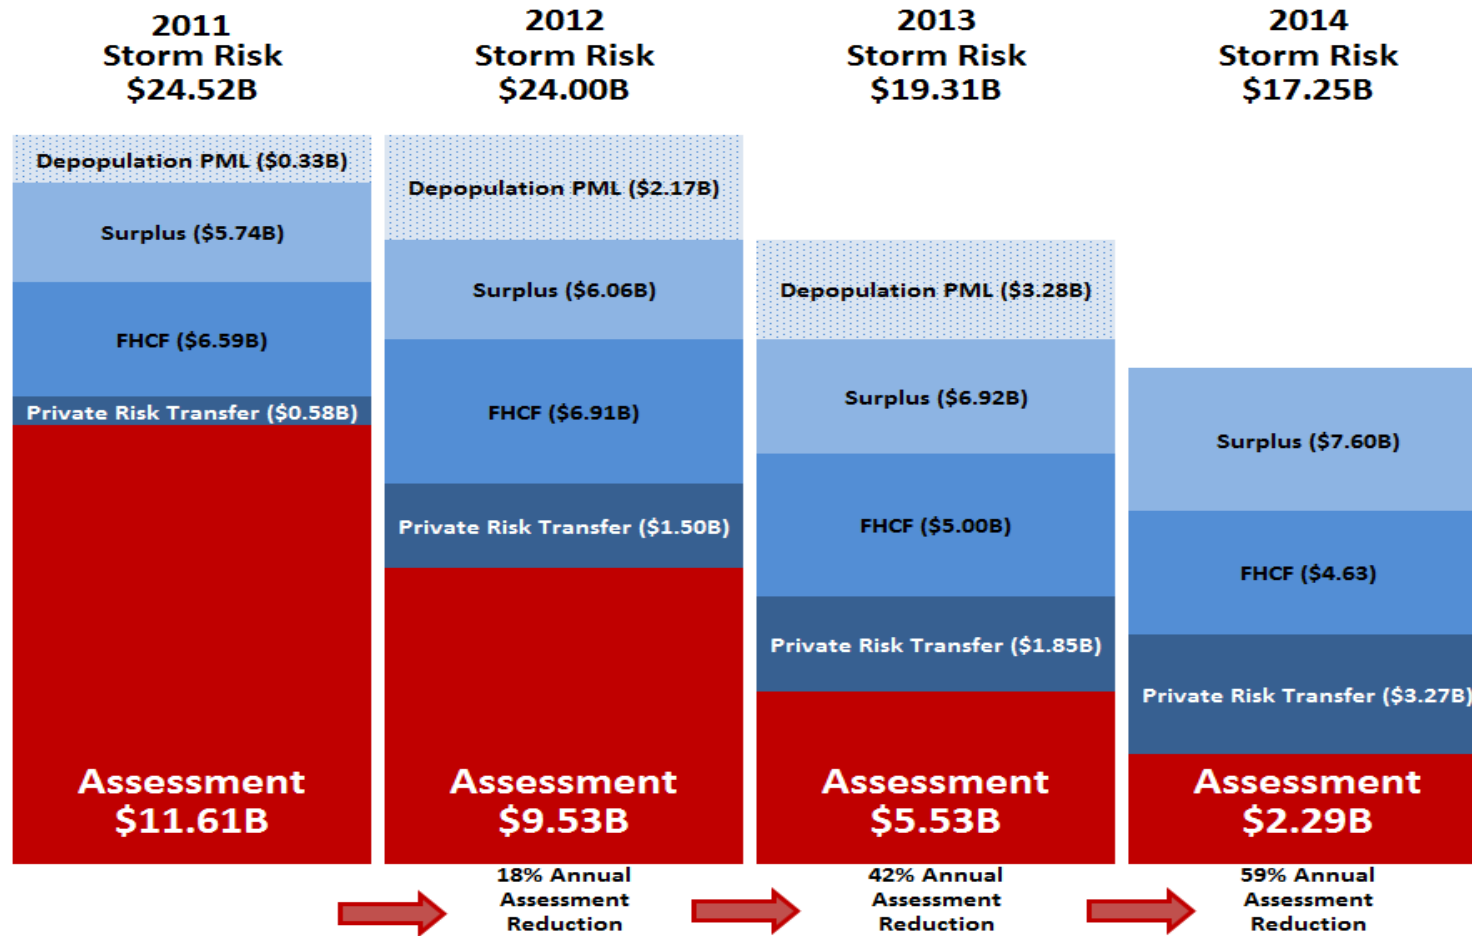 2011
Storm Risk
$24.52B
2012
Storm Risk
$24.00B
2013
Storm Risk
$19.31B
2014
Storm Risk
$17.25B
Depopulation PML ($0.33B)
Surplus ($5.74B)
FHCF ($6.59B)
Private Risk Transfer ($0.58B)
Assessment
$11.61B
Depopulation PML ($2.17B)
Surplus ($6.06B)
FHCF ($6.91B)
Private Risk Transfer ($1.50B)
Assessment
$9.53B
Depopulation PML ($3.28B)
Surplus ($6.92B)
FHCF ($5.00B)
Private Risk Transfer ($1.85B)
Assessment
$5.53B
Surplus ($7.60B)
FHCF ($4.63)
Private Risk Transfer ($3.27B)
Assessment
$2.29B
18% Annual
Assessment
Reduction
42% Annual
Assessment
Reduction
59% Annual
Assessment
Reduction